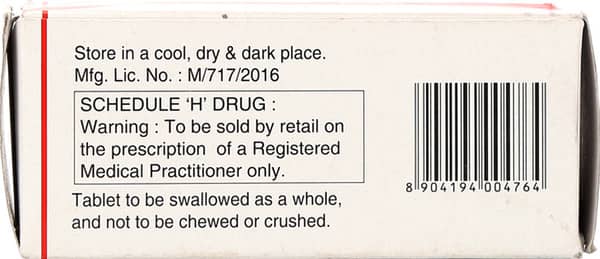 Store in a cool, dry & dark place.
Mfg. Lic. No. : M/717/2016
SCHEDULE ‘H’ DRUG :
Warning : To be sold by retail on
the prescription of a Registered
Medical Practitioner only.
Tablet to be swallowed as a whole,
and not to be chewed or crushed.
8 904194 004764